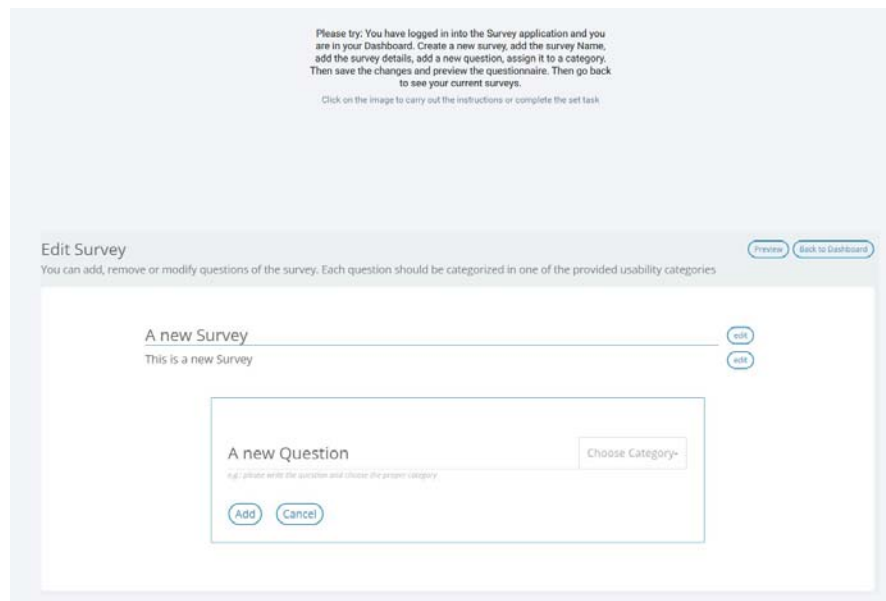 Please try: You have logged in into the Survey application and you
are in your Dashboard. Create a new survey, add the survey Name,
add the survey details, add a new question, assign it to a category.
Then save the changes and preview the questionnaire. Then go back
to see your current surveys.
Click on the image to carry out the instructions or complete the set task
Edit Survey
Preview
Back to Dashboard
You can add, remove or modify questions of the survey. Each question should be categorized in one of the provided usability categories
A new Survey
edit
This is a new Survey
edit
A new Question
Choose Category
e.g.: please write the question and choose the proper category
Add
Cancel